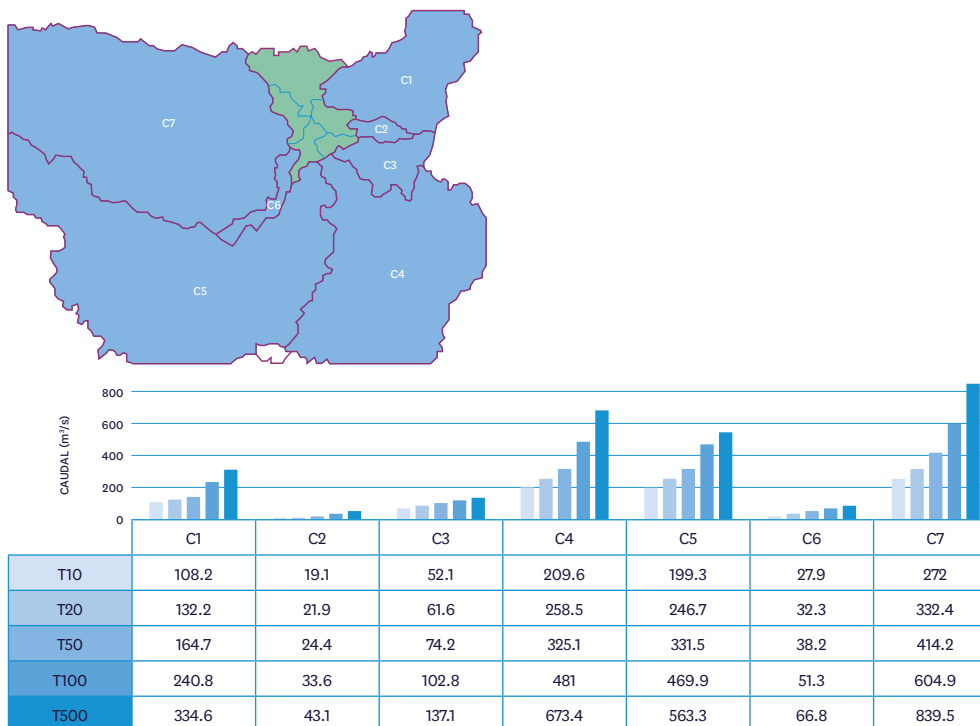 C1
C7
C2
C3
C6
C4
C5
CAUDAL (m³/s)
800
600
400
200
0
C1 C2 C3 C4 C5 C6 C7
T10 108.2 19.1 52.1 209.6 199.3 27.9 272
T20 132.2 21.9 61.6 258.5 246.7 32.3 332.4
T50 164.7 24.4 74.2 325.1 331.5 38.2 414.2
T100 240.8 33.6 102.8 481 469.9 51.3 604.9
T500 334.6 43.1 137.1 673.4 563.3 66.8 839.5